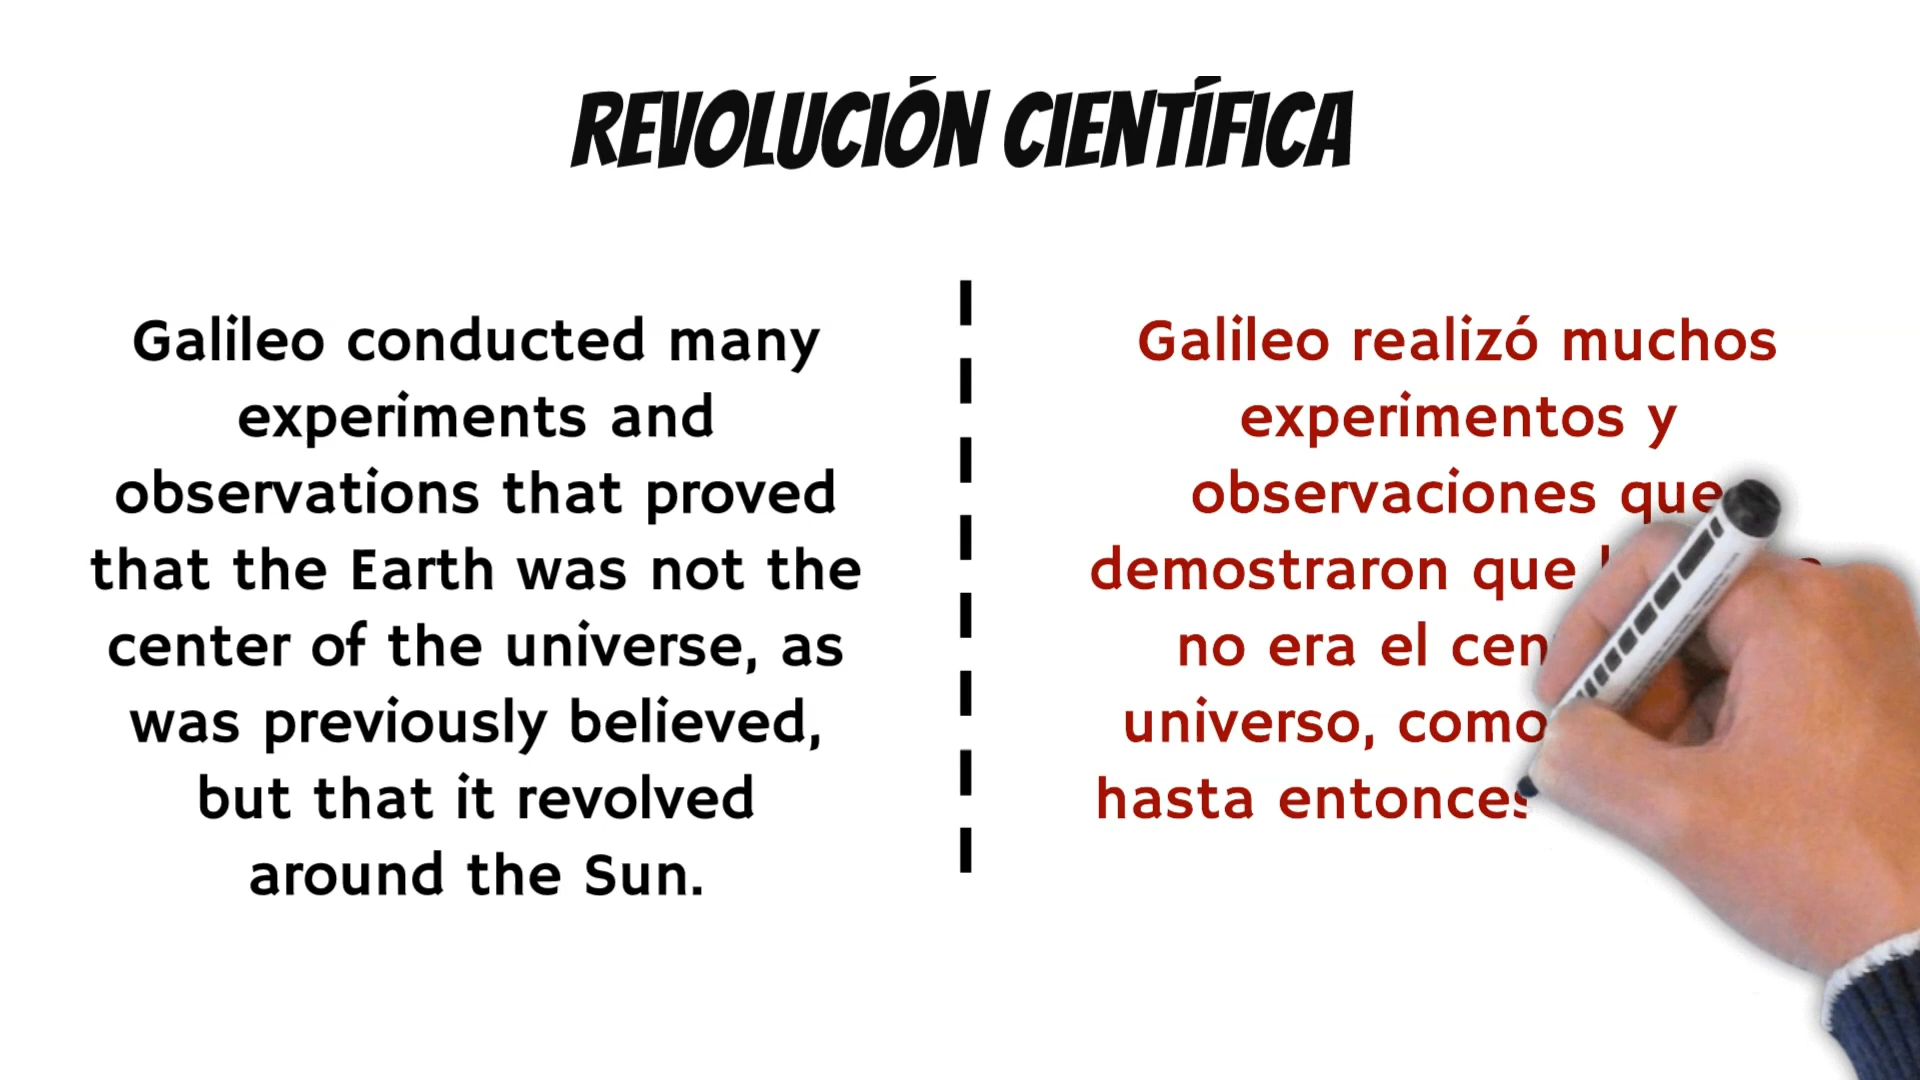 REVOLUCIÓN CIENTÍFICA
Galileo conducted many
experiments and
observations that proved
that the Earth was not the
center of the universe, as
was previously believed,
but that it revolved
around the Sun.
Galileo realizó muchos
experimentos y
observaciones que
demostraron que
no era el
universo, como
hasta entonces